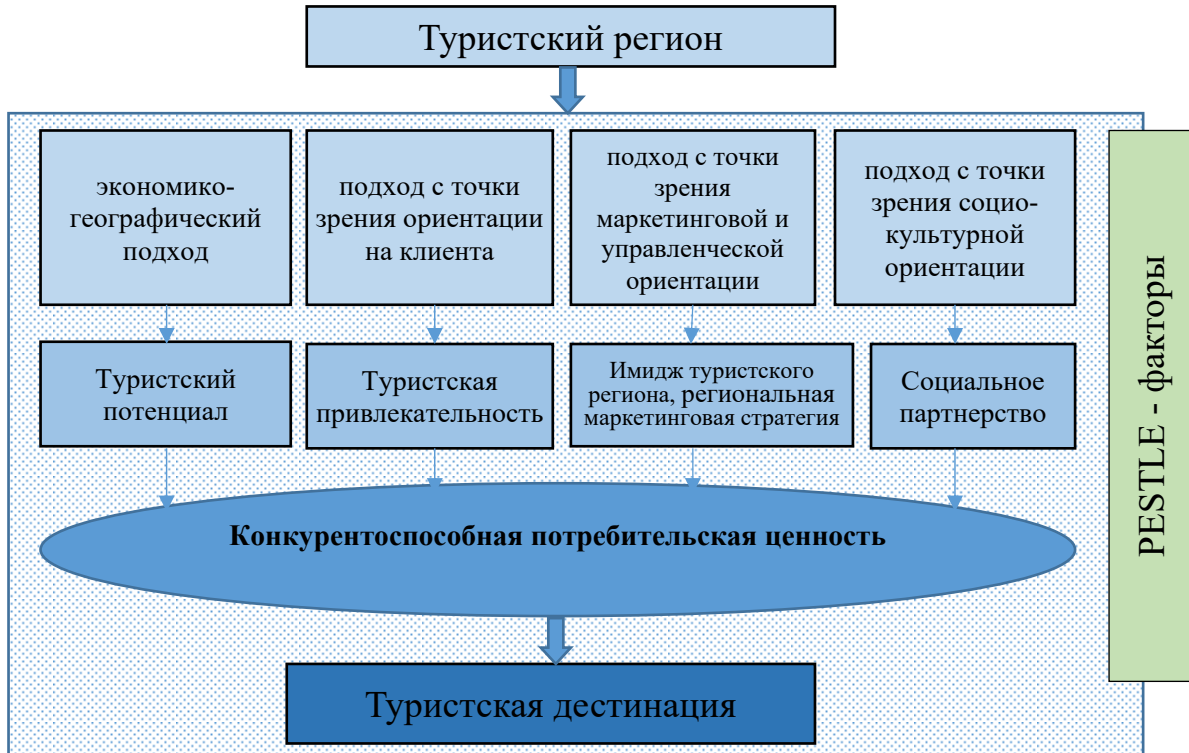 Туристский регион
экономико-
географический
подход
подход с точки
зрения ориентации
на клиента
подход с точки
зрения
маркетинговой и
управленческой
ориентации
подход с точки
зрения социо-
культурной
ориентации
Туристский
потенциал
Туристская
привлекательность
Имидж туристского
региона, региональная
маркетинговая стратегия
Социальное
партнерство
Конкурентоспособная потребительская ценность
Туристская дестинация
PESTLE - факторы